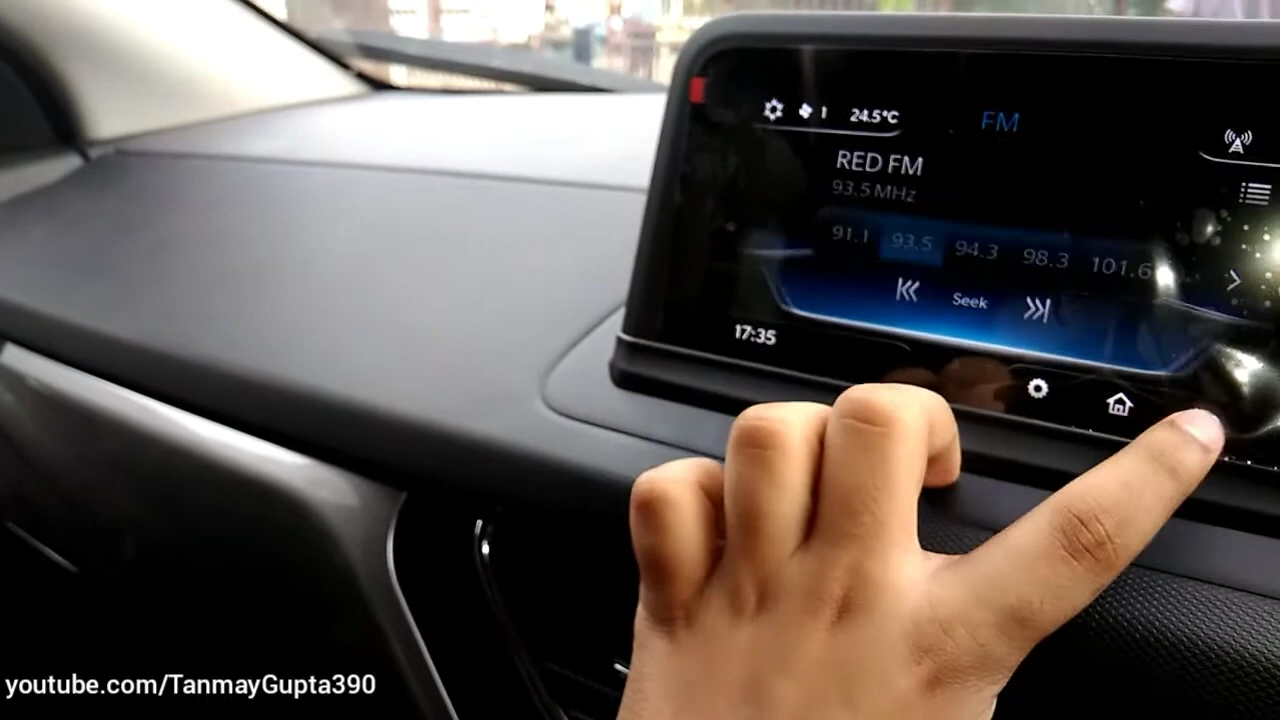 1 24.5°C
FM
RED FM
93.5 MHz
91.1 93.5 94.3 98.3 101.6
Seek
17:35
youtube.com/TanmayGupta390